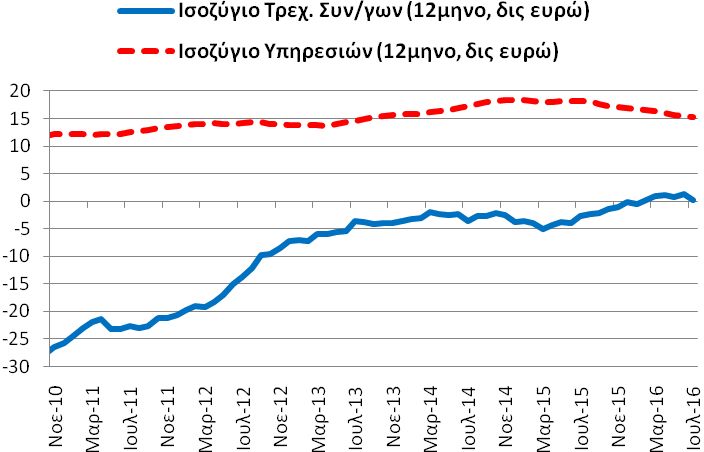 Ισοζύγιο Τρεχ. Συν/γων (12μηνο, δις ευρώ)
Ισοζύγιο Υπηρεσιών (12μηνο, δις ευρώ)
20
15
10
5
0
-5
-10
-15
-20
-25
-30
Νοε-10
Μαρ-11
Ιουλ-11
Νοε-11
Μαρ-12
Ιουλ-12
Νοε-12
Μαρ-13
Ιουλ-13
Νοε-13
Μαρ-14
Ιουλ-14
Νοε-14
Μαρ-15
Ιουλ-15
Νοε-15
Μαρ-16
Ιουλ-16